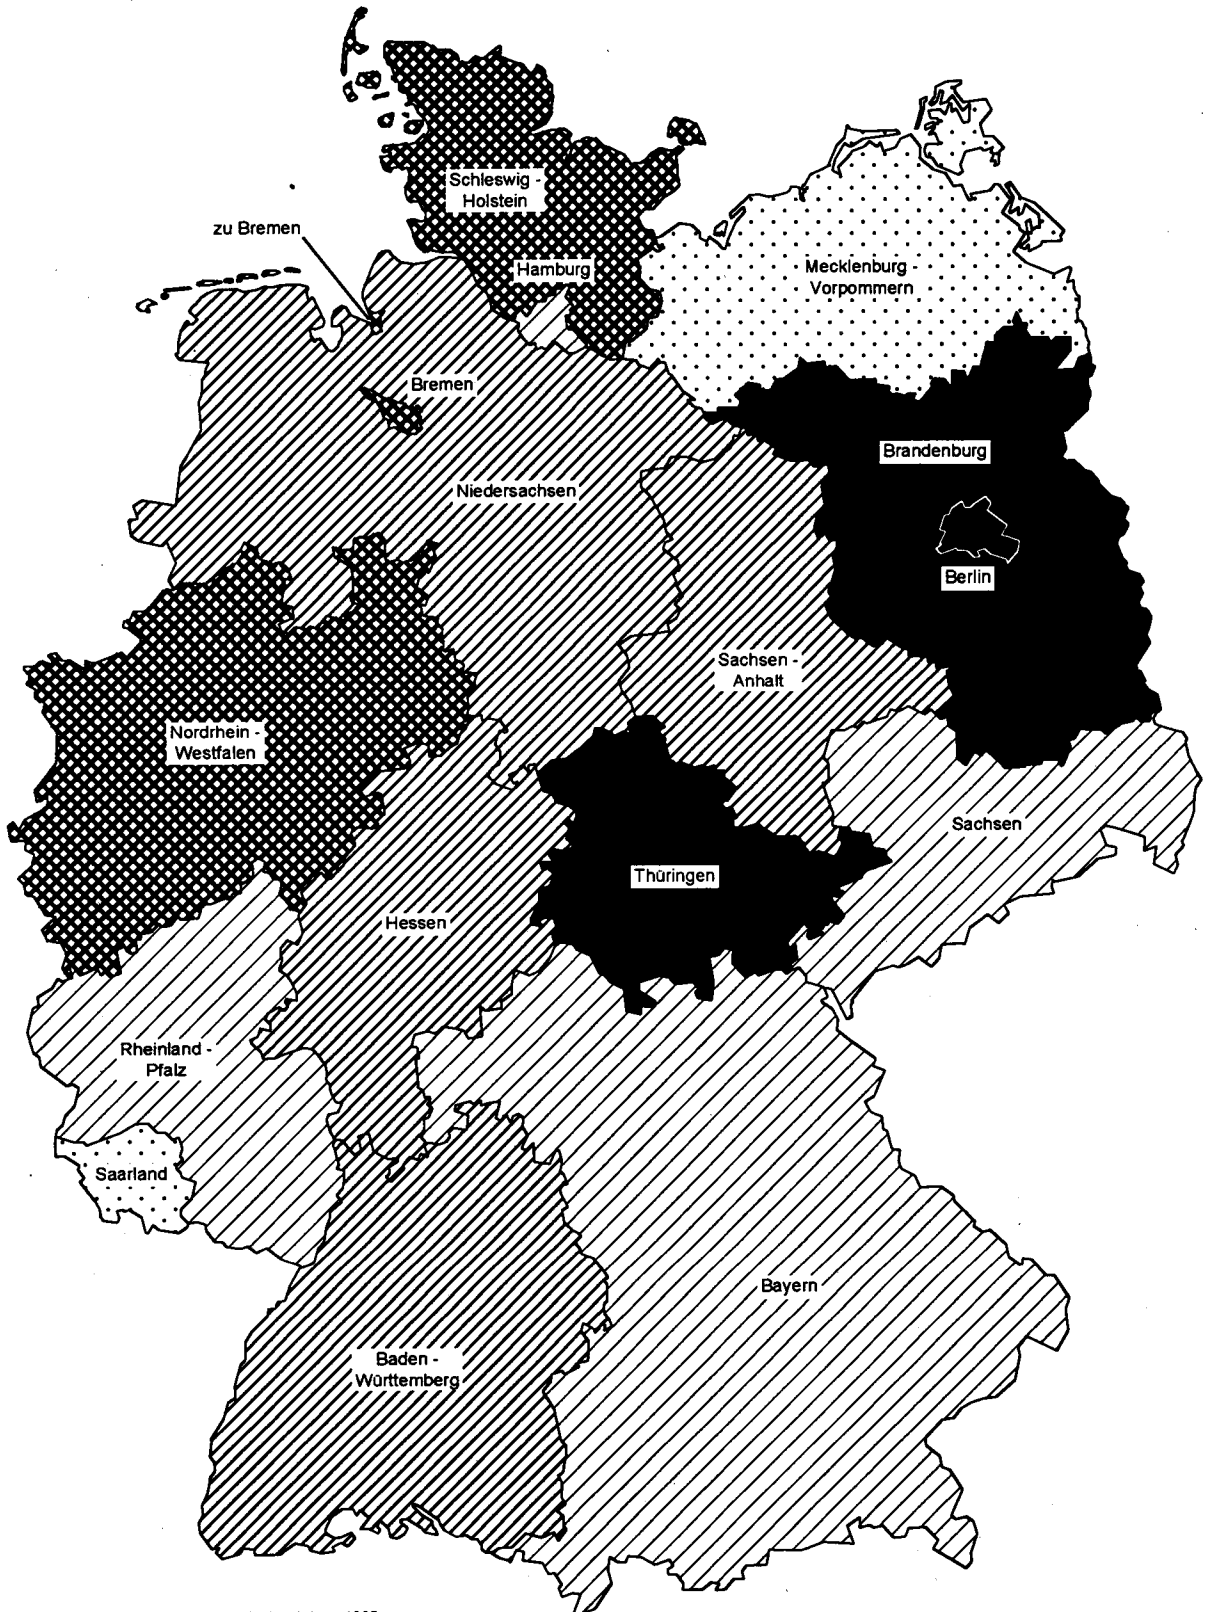 Schleswig -
Holstein
zu Bremen
Hamburg
Mecklenburg -
Vorpommern
Bremen
Brandenburg
Niedersachsen
Berlin
Sachsen -
Anhalt
Nordrhein -
Westfalen
Sachsen
Thüringen
Hessen
Rheinland -
Pfalz
Saarland
Bayern
Baden -
Württemberg